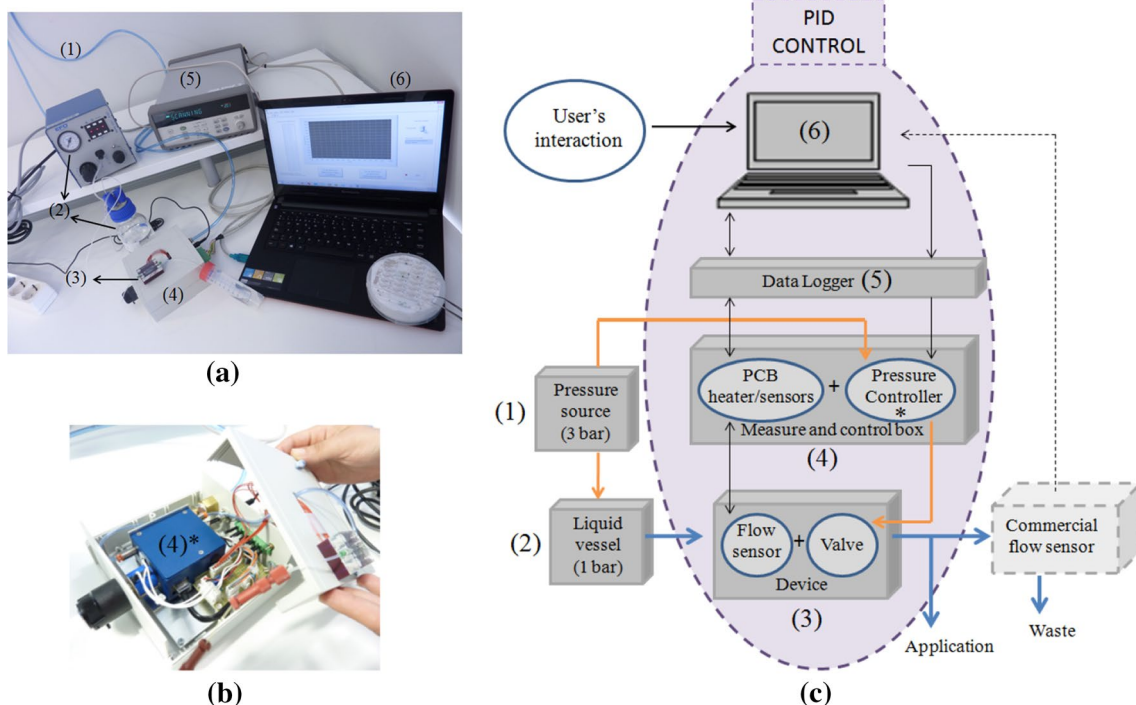 (1)
(5)
(6)
SCANNING
(2)
(3)
(4)
(a)
(4)*
(b)
(c)
PID
CONTROL
User's
interaction
(6)
Data Logger (5)
PCB
heater/sensors
+
Pressure
Controller
*
Measure and control box
(4)
(1)
Pressure
source
(3 bar)
(2)
Liquid
vessel
(1 bar)
Flow
sensor
+
Valve
Device
(3)
Commercial
flow sensor
Application
Waste